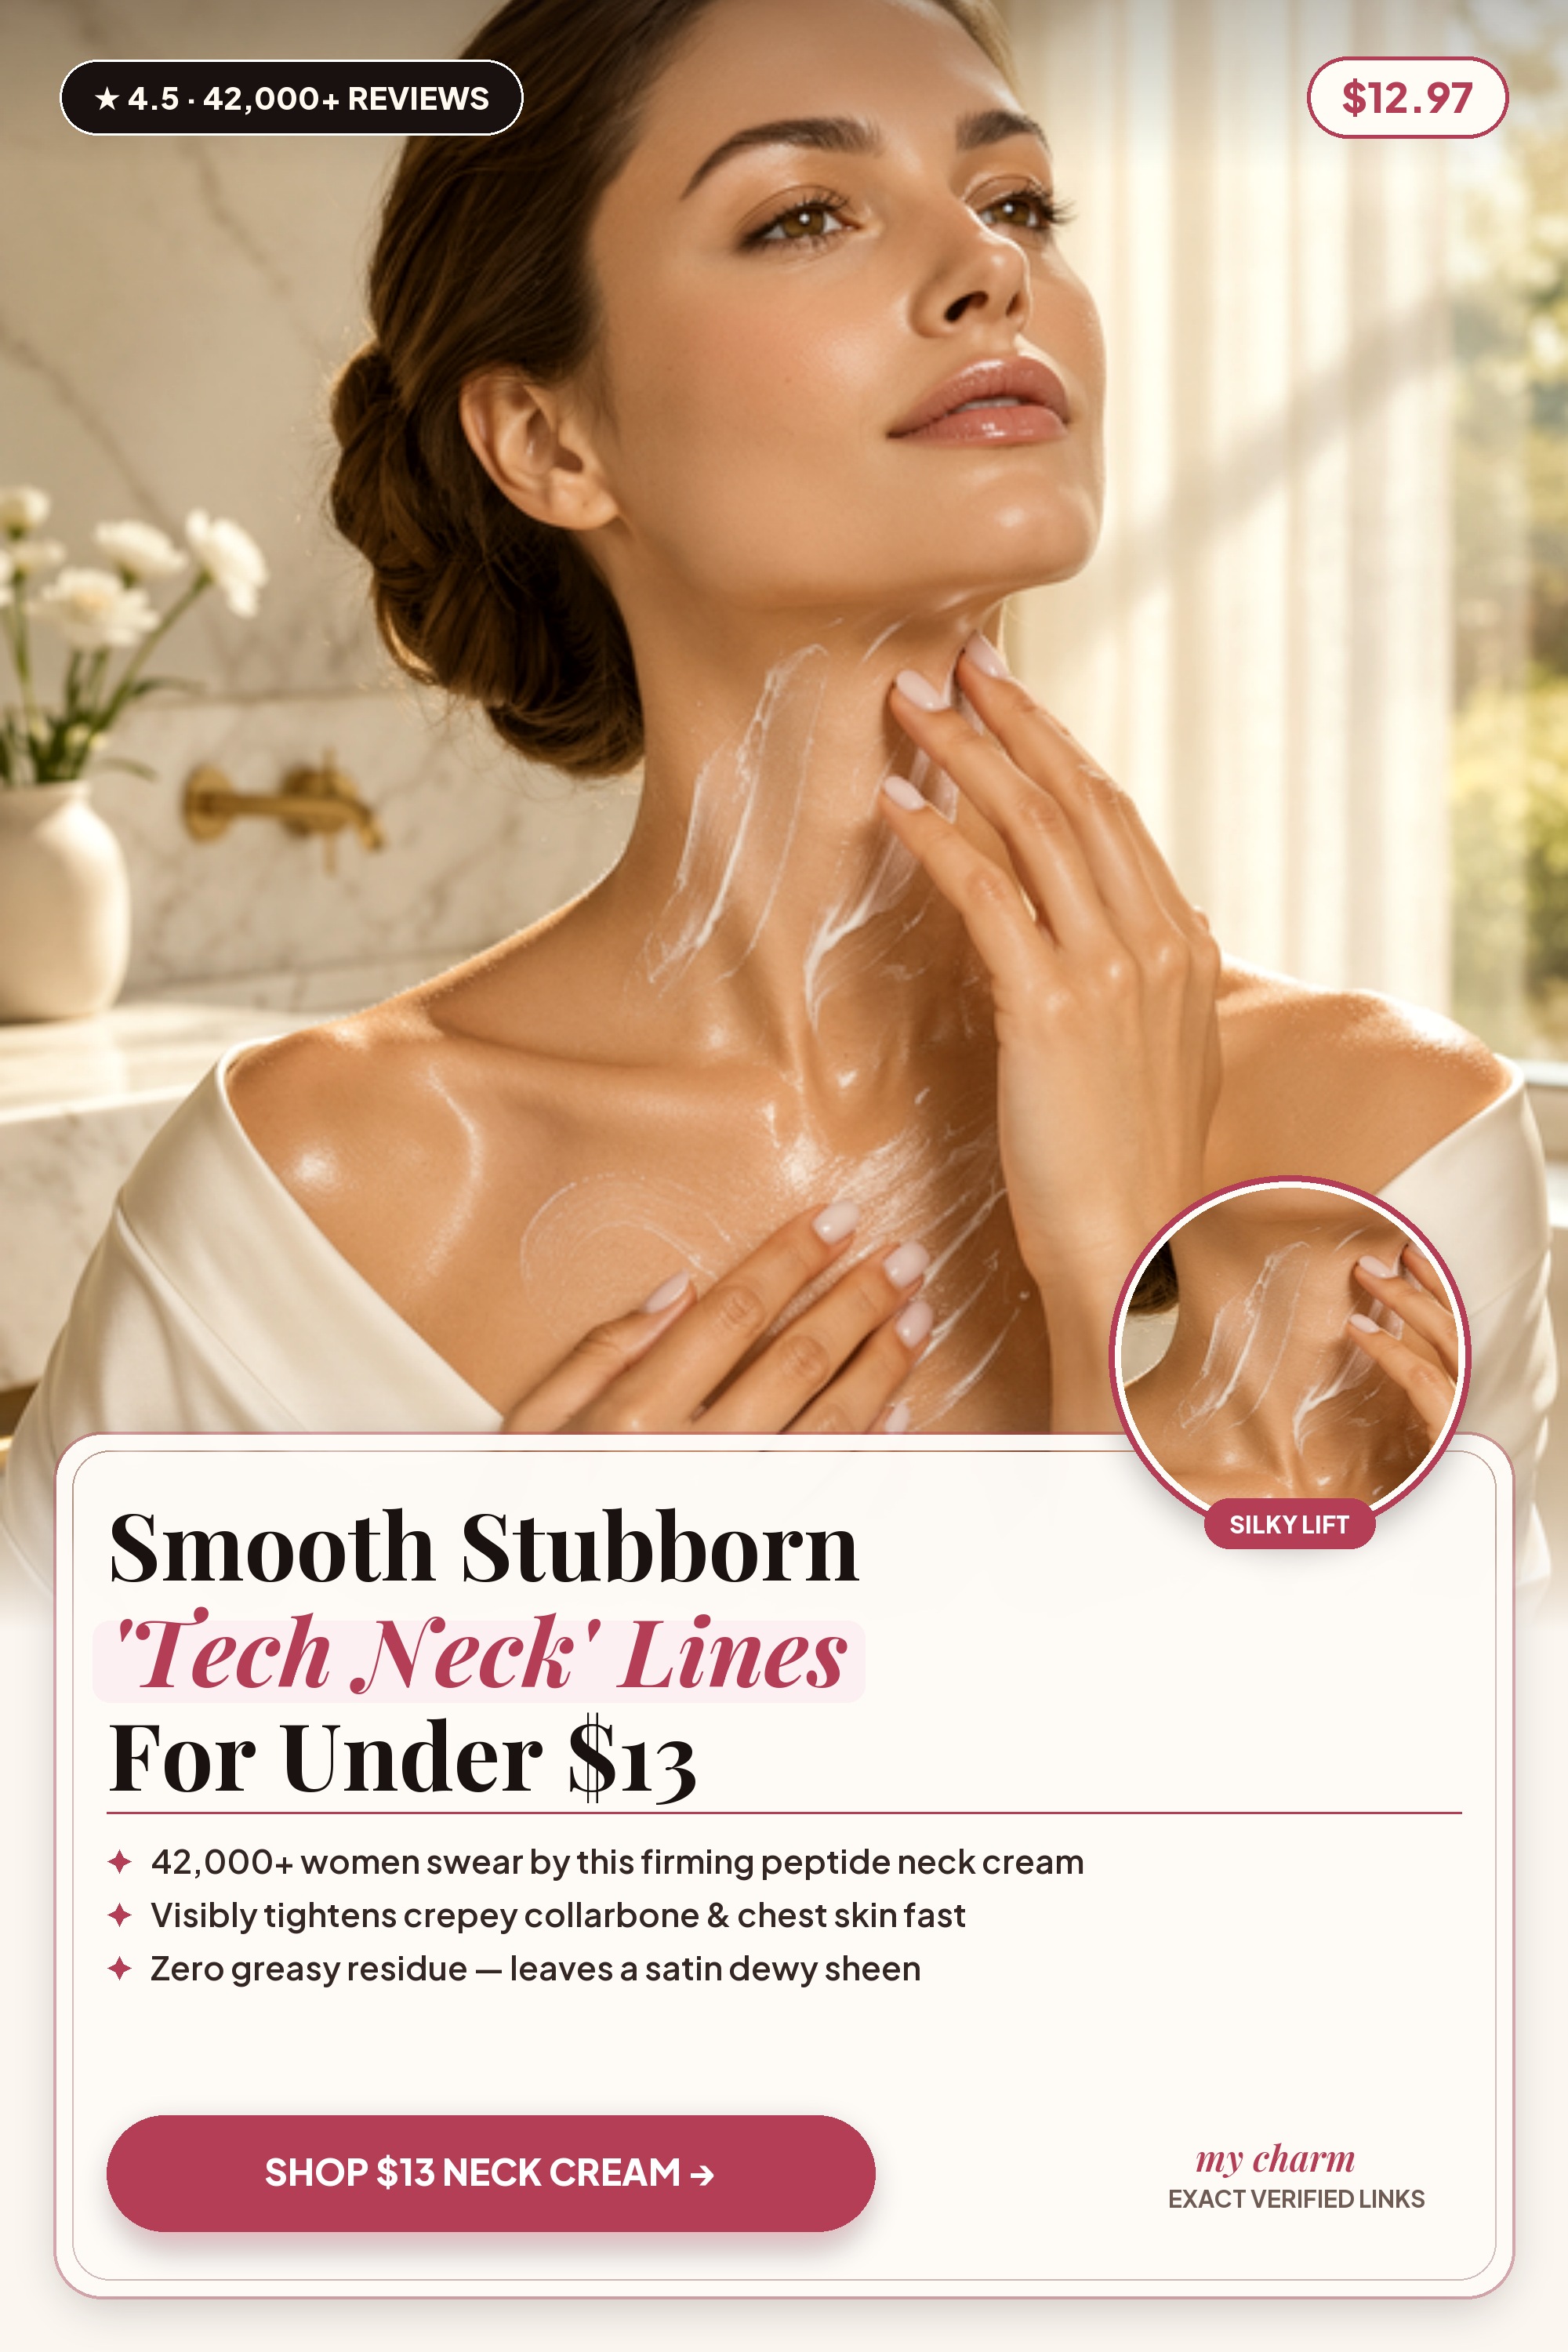 ★ 4.5 · 42,000+ REVIEWS
$12.97
SILKY LIFT
Smooth Stubborn
'Tech Neck' Lines
For Under $13
✦ 42,000+ women swear by this firming peptide neck cream
✦ Visibly tightens crepey collarbone & chest skin fast
✦ Zero greasy residue — leaves a satin dewy sheen
SHOP $13 NECK CREAM →
my charm
EXACT VERIFIED LINKS